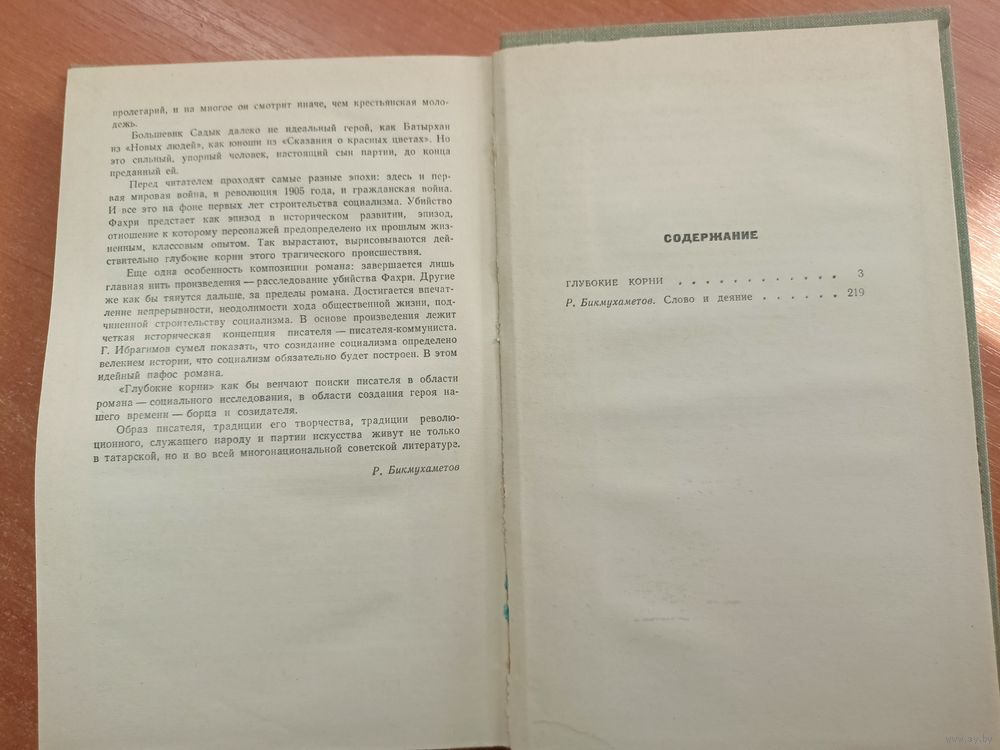 пролетарий, и на многое он смотрит иначе, чем крестьянская моло-
дежь.
Большевик Садык далеко не идеальный герой, как Батырхан
из «Новых людей», как юноши из «Сказания о красных цветах». Но
это сильный, упорный человек, настоящий сын партии, до конца
преданный ей.
Перед читателем проходят самые разные эпохи: здесь и пер-
вая мировая война, и революция 1905 года, и гражданская война.
И все это на фоне первых лет строительства социализма. Убийство
Фахри предстает как эпизод в историческом развитии, эпизод,
отношение к которому персонажей предопределено их прошлым жиз-
ненным, классовым опытом. Так вырастают, вырисовываются дей-
ствительно глубокие корни этого трагического происшествия.
Еще одна особенность композиции романа: завершается лишь
главная нить произведения — расследование убийства Фахри. Другие
же как бы тянутся дальше, за пределы романа. Достигается впечат-
ление непрерывности, неодолимости хода общественной жизни, под-
чиненной строительству социализма. В основе произведения лежит
четкая историческая концепция писателя — писателя-коммуниста.
Г. Ибрагимов сумел показать, что созидание социализма определено
велением истории, что социализм обязательно будет построен. В этом
идейный пафос романа.
«Глубокие корни» как бы венчают поиски писателя в области
романа — социального исследования, в области создания героя на-
шего времени — борца и созидателя.
Образ писателя, традиции его творчества, традиции револю-
ционного, служащего народу и партии искусства живут не только
в татарской, но и во всей многонациональной советской литературе.
Р. Бикмухаметов
СОДЕРЖАНИЕ
ГЛУБОКИЕ КОРНИ . . . . . . . . . . . . 3
Р. Бикмухаметов. Слово и деяние . . . . . . 219
www.ay.by